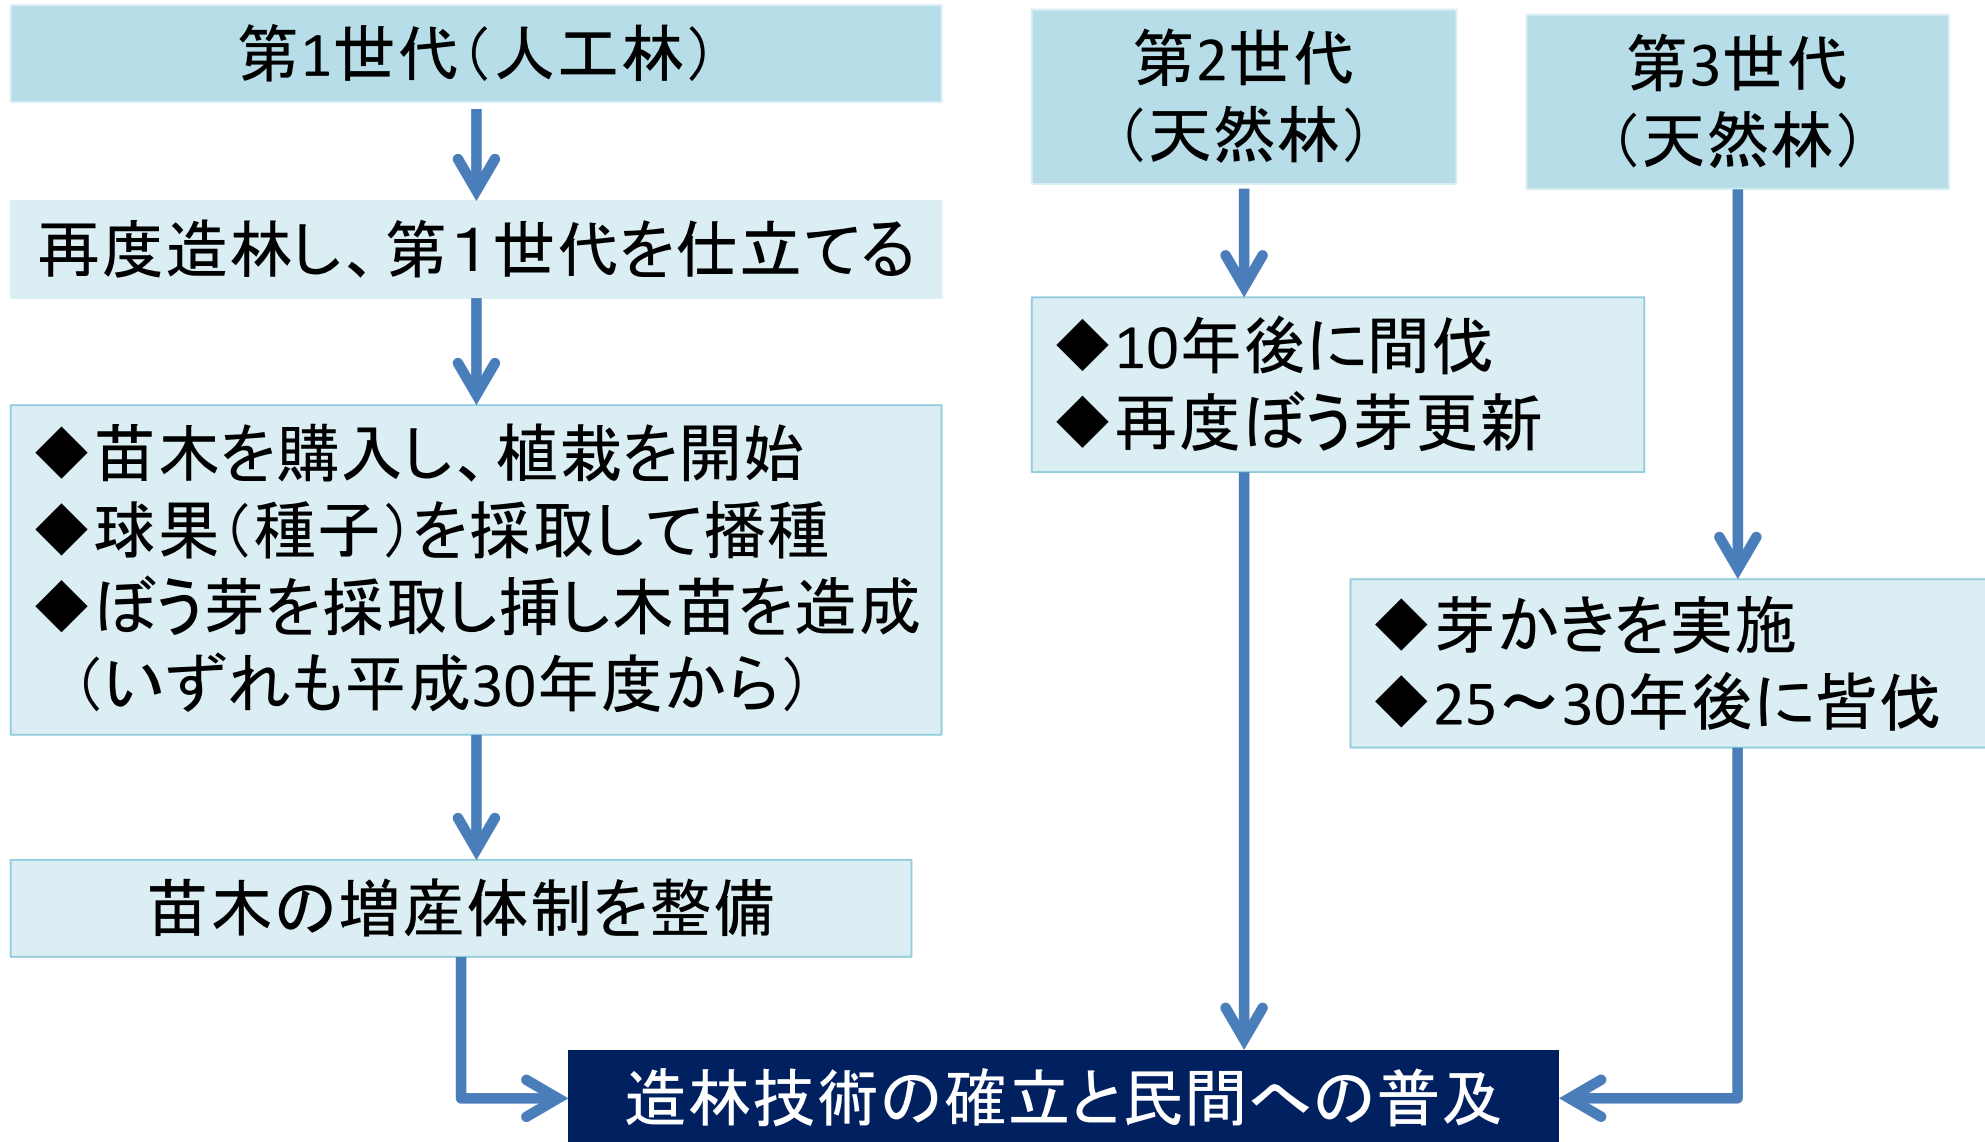 第1世代（人工林）
再度造林し、第１世代を仕立てる
◆苗木を購入し、植栽を開始
◆球果（種子）を採取して播種
◆ぼう芽を採取し挿し木苗を造成
（いずれも平成30年度から）
苗木の増産体制を整備
第2世代
（天然林）
◆10年後に間伐
◆再度ぼう芽更新
第3世代
（天然林）
◆芽かきを実施
◆25～30年後に皆伐
造林技術の確立と民間への普及